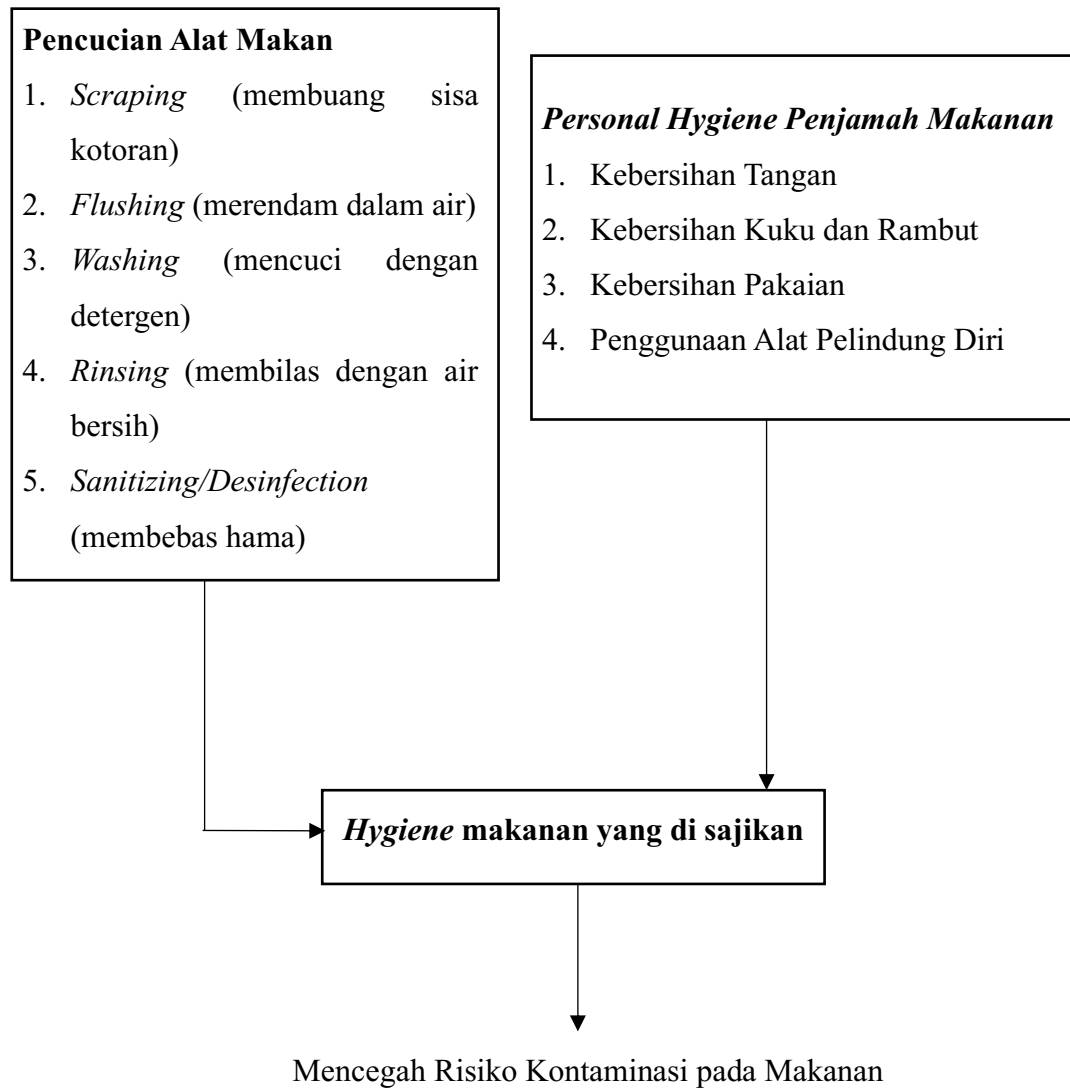 Pencucian Alat Makan
1. Scraping (membuang sisa
kotoran)
2. Flushing (merendam dalam air)
3. Washing (mencuci dengan
detergen)
4. Rinsing (membilas dengan air
bersih)
5. Sanitizing/Desinfection
(membebas hama)
Personal Hygiene Penjamah Makanan
1. Kebersihan Tangan
2. Kebersihan Kuku dan Rambut
3. Kebersihan Pakaian
4. Penggunaan Alat Pelindung Diri
Hygiene makanan yang di sajikan
Mencegah Risiko Kontaminasi pada Makanan